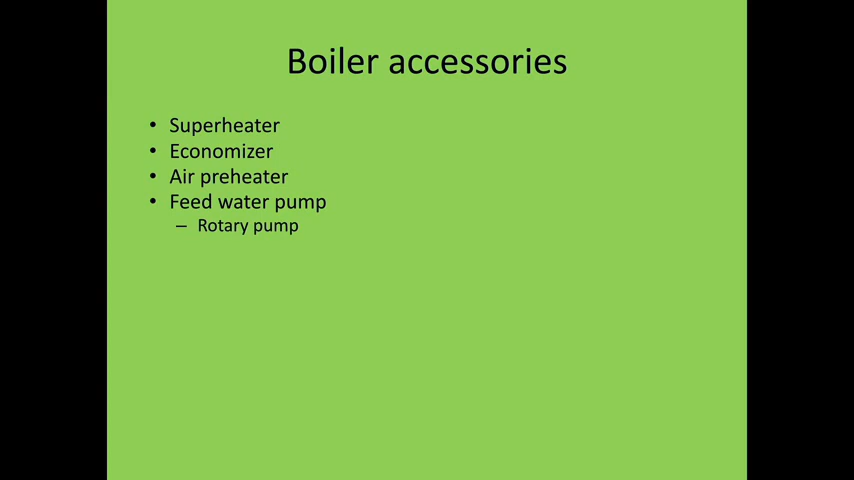 Boiler accessories
• Superheater
• Economizer
• Air preheater
• Feed water pump
– Rotary pump